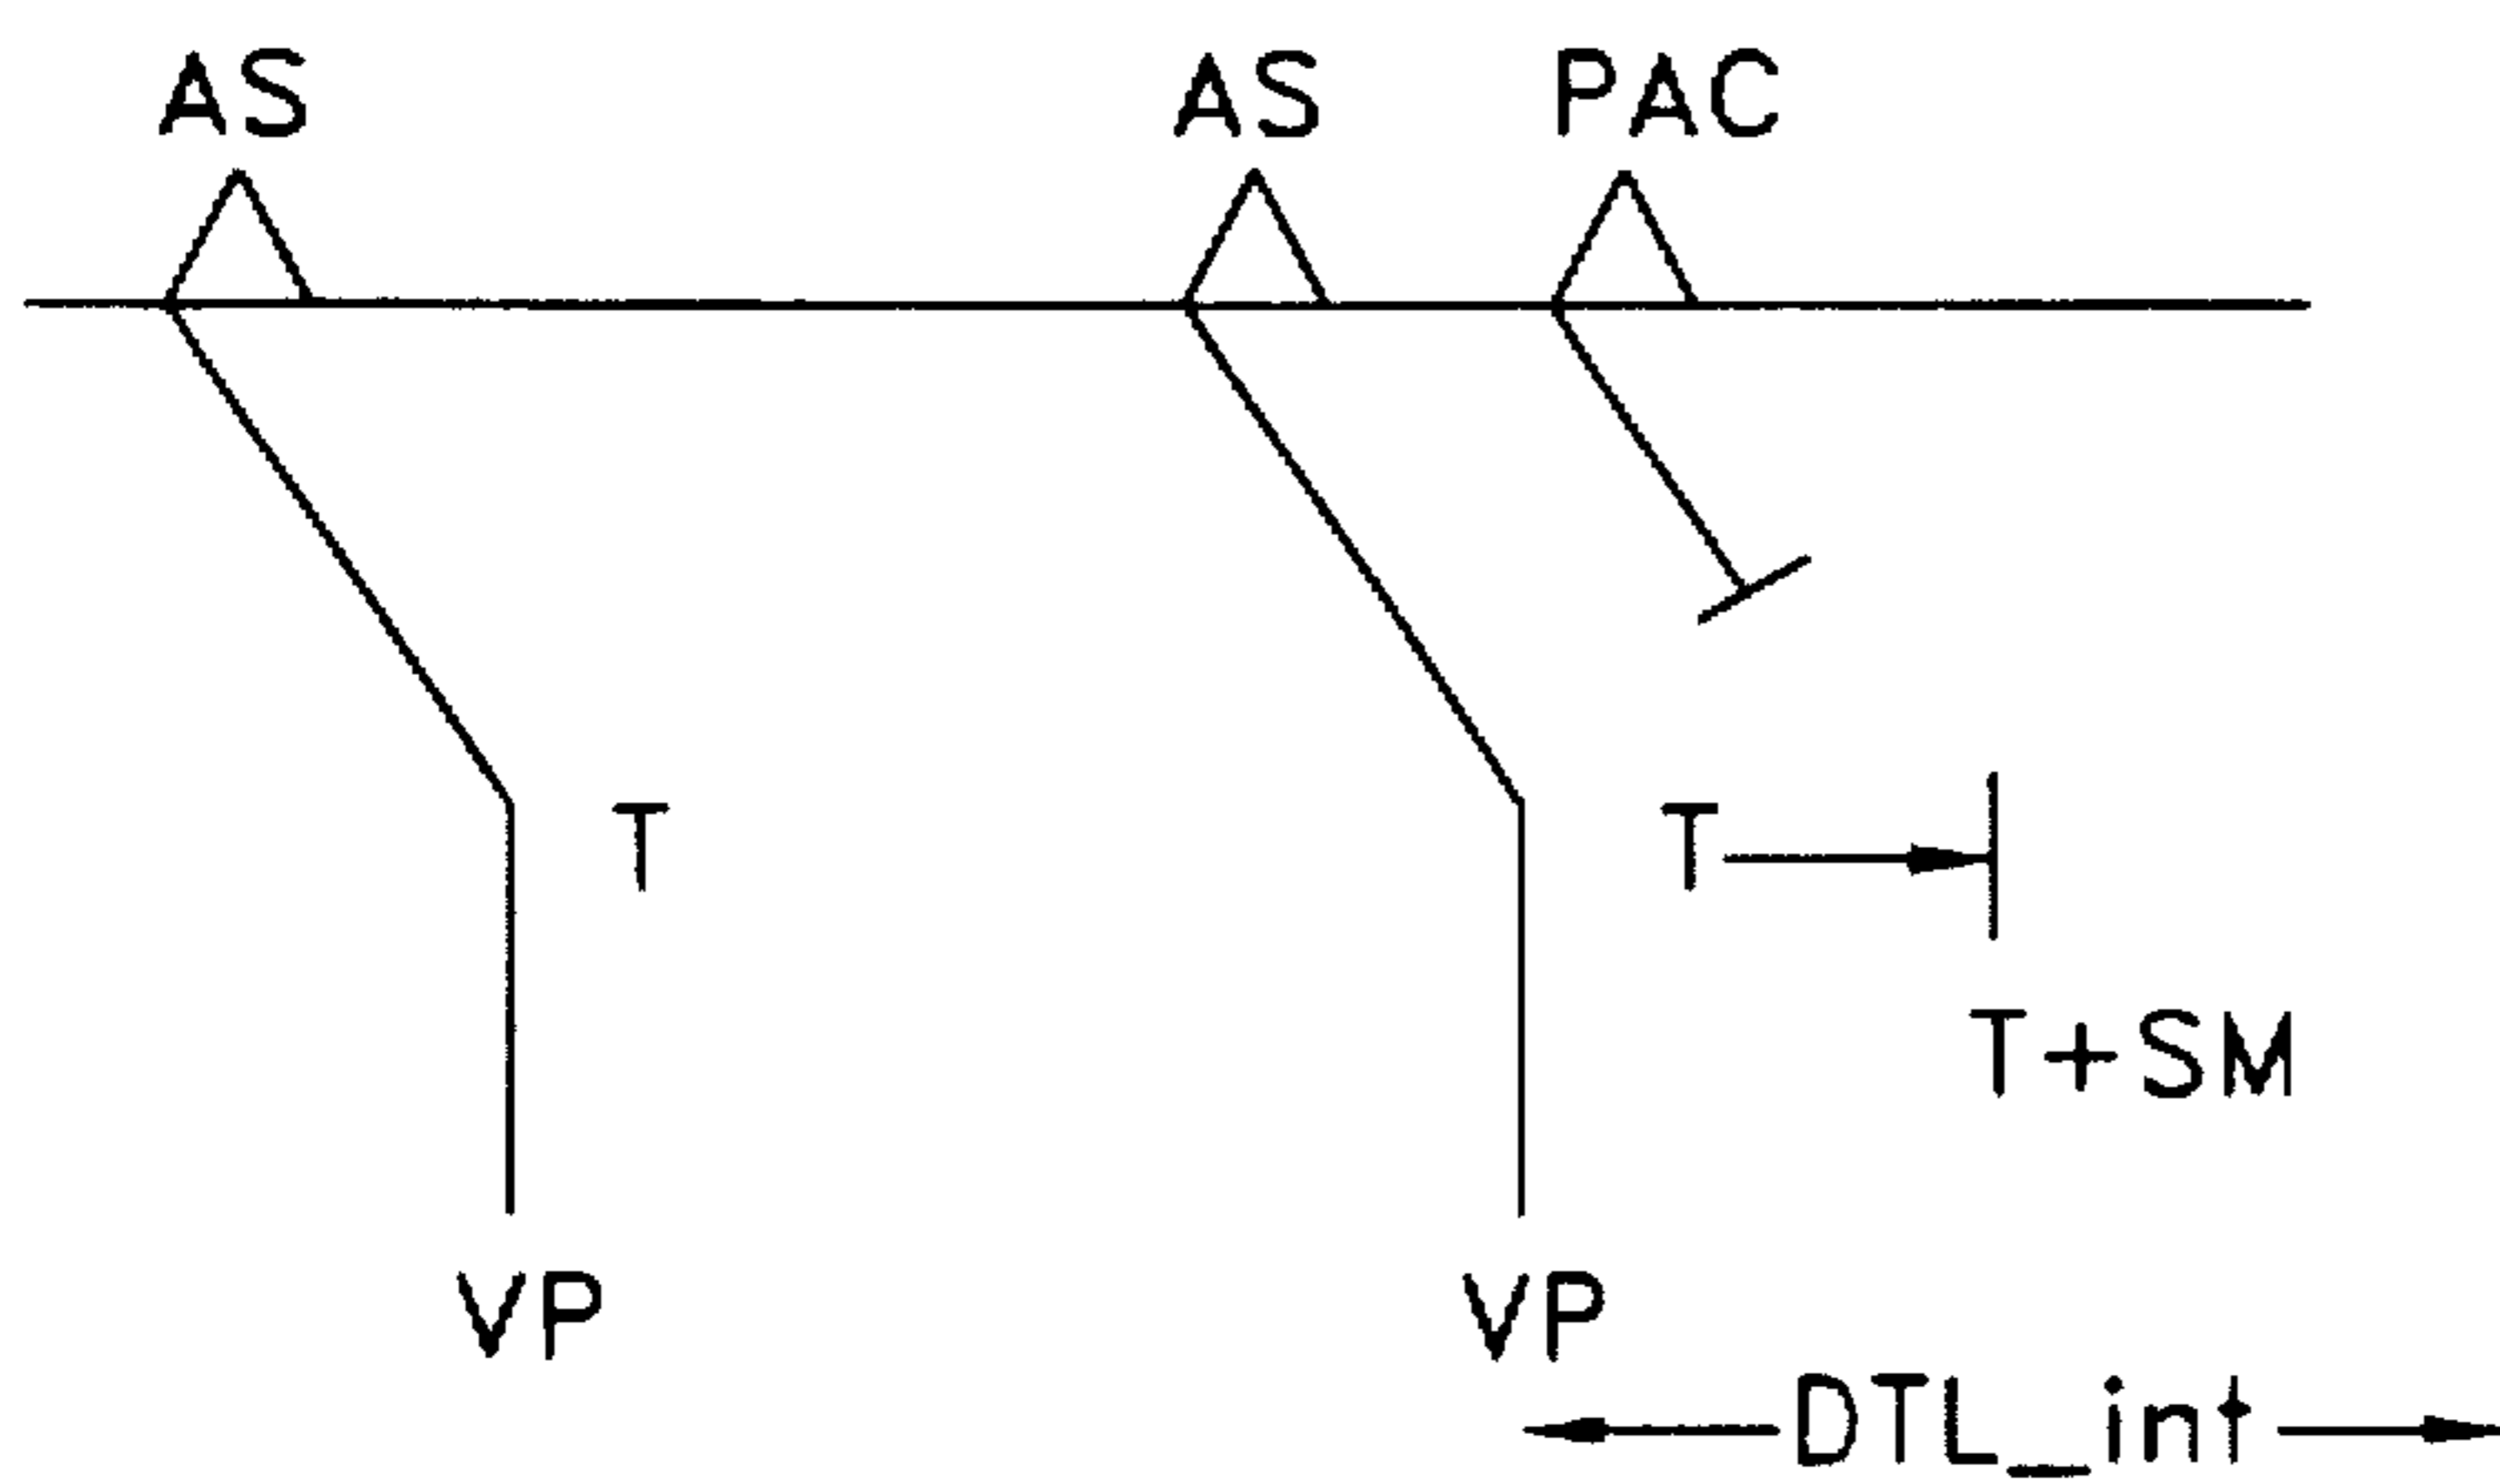 AS AS PAC
T T
T+SM
VP VP
DTL_int